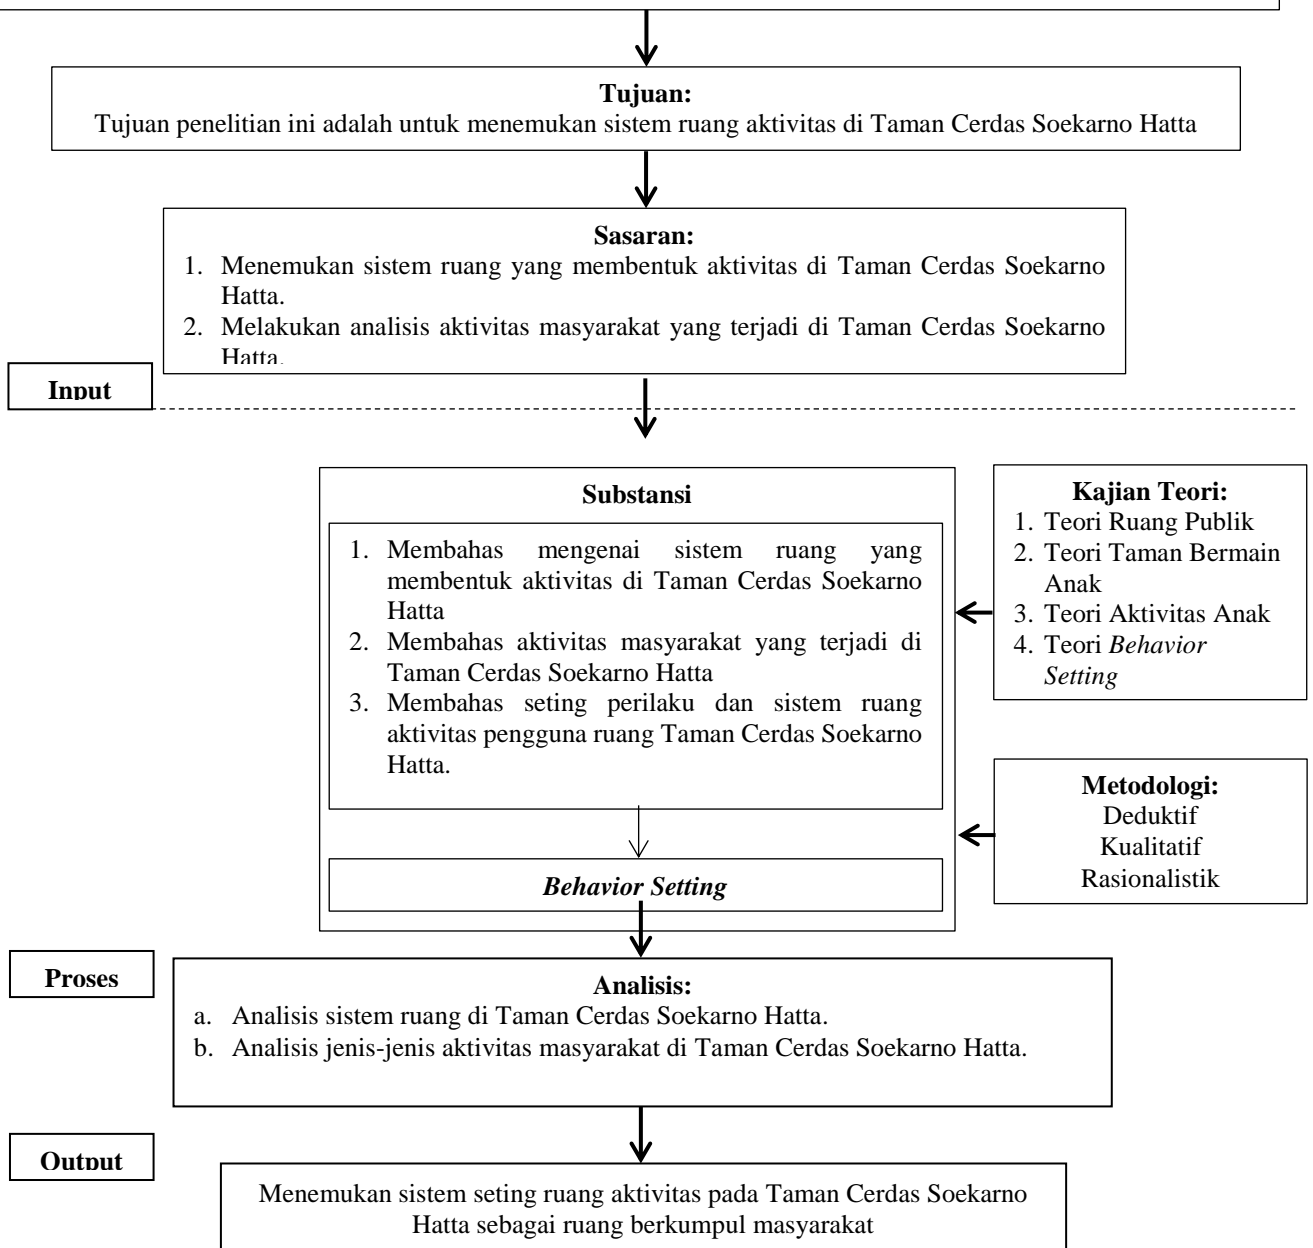 Tujuan:
Tujuan penelitian ini adalah untuk menemukan sistem ruang aktivitas di Taman Cerdas Soekarno Hatta
Sasaran:
1. Menemukan sistem ruang yang membentuk aktivitas di Taman Cerdas Soekarno
Hatta.
2. Melakukan analisis aktivitas masyarakat yang terjadi di Taman Cerdas Soekarno
Hatta.
Input
Substansi
1. Membahas mengenai sistem ruang yang
membentuk aktivitas di Taman Cerdas Soekarno
Hatta
2. Membahas aktivitas masyarakat yang terjadi di
Taman Cerdas Soekarno Hatta
3. Membahas seting perilaku dan sistem ruang
aktivitas pengguna ruang Taman Cerdas Soekarno
Hatta.
Behavior Setting
Kajian Teori:
1. Teori Ruang Publik
2. Teori Taman Bermain
Anak
3. Teori Aktivitas Anak
4. Teori Behavior
Setting
Metodologi:
Deduktif
Kualitatif
Rasionalistik
Proses
Analisis:
a. Analisis sistem ruang di Taman Cerdas Soekarno Hatta.
b. Analisis jenis-jenis aktivitas masyarakat di Taman Cerdas Soekarno Hatta.
Output
Menemukan sistem seting ruang aktivitas pada Taman Cerdas Soekarno
Hatta sebagai ruang berkumpul masyarakat